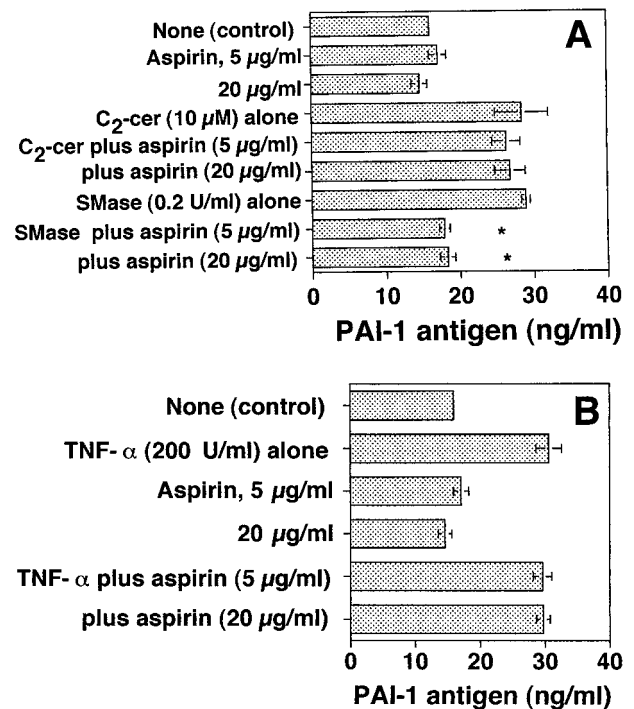 A
None (control)
Aspirin, 5 µg/ml
20 µg/ml
C2-cer (10 µM) alone
C2-cer plus aspirin (5 µg/ml)
plus aspirin (20 µg/ml)
SMase (0.2 U/ml) alone
SMase plus aspirin (5 µg/ml) *
plus aspirin (20 µg/ml) *
0 10 20 30 40
PAI-1 antigen (ng/ml)
B
None (control)
TNF- α (200 U/ml) alone
Aspirin, 5 µg/ml
20 µg/ml
TNF- α plus aspirin (5 µg/ml)
plus aspirin (20 µg/ml)
0 10 20 30 40
PAI-1 antigen (ng/ml)